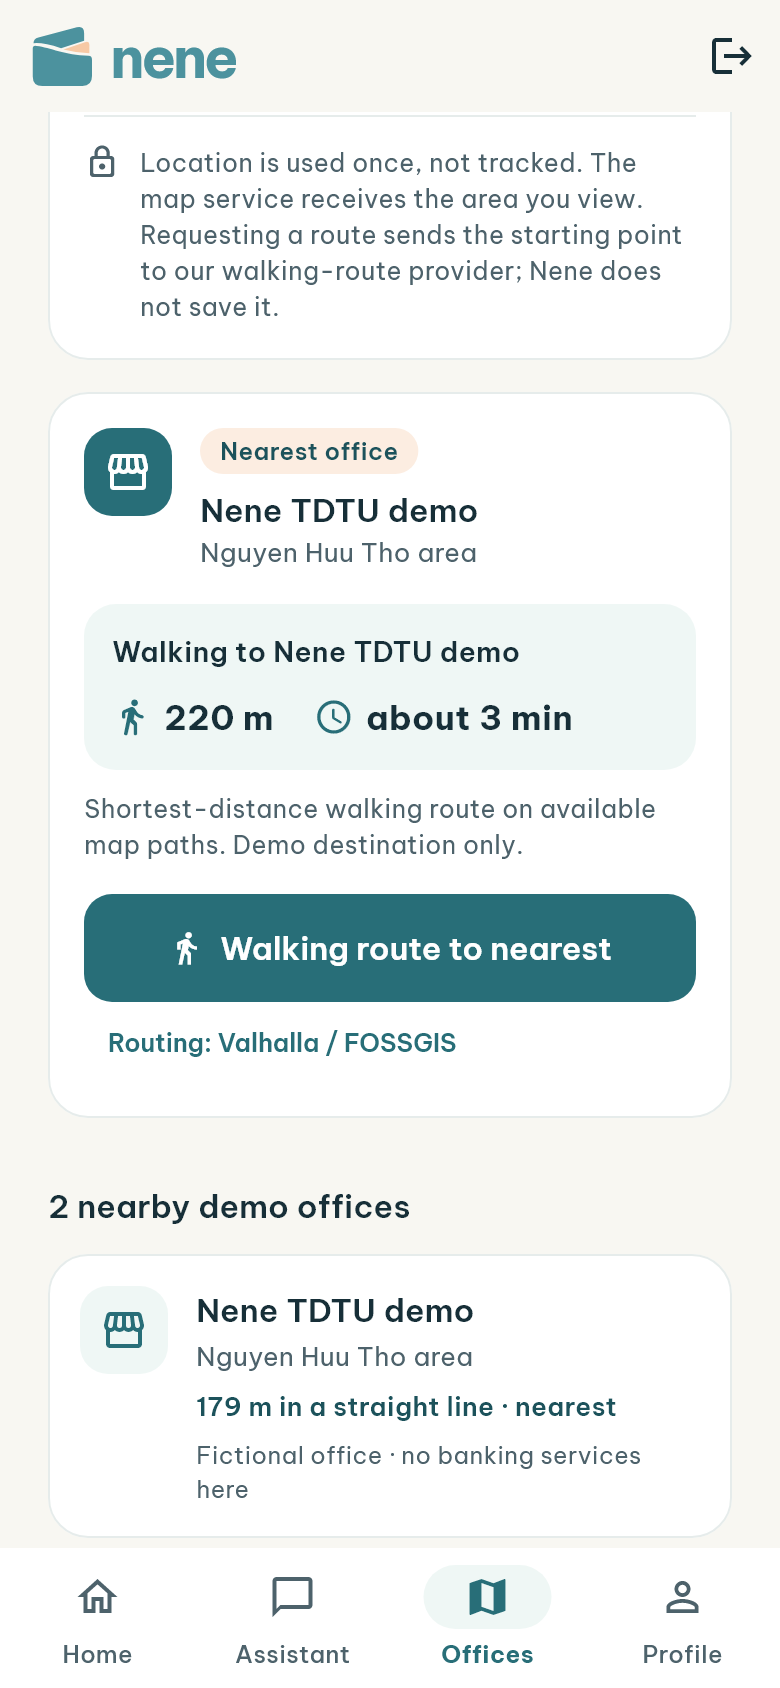 nene
Location is used once, not tracked. The
map service receives the area you view.
Requesting a route sends the starting point
to our walking-route provider; Nene does
not save it.
Nearest office
Nene TDTU demo
Nguyen Huu Tho area
Walking to Nene TDTU demo
220 m about 3 min
Shortest-distance walking route on available
map paths. Demo destination only.
Walking route to nearest
Routing: Valhalla / FOSSGIS
2 nearby demo offices
Nene TDTU demo
Nguyen Huu Tho area
179 m in a straight line · nearest
Fictional office · no banking services
here
Home Assistant Offices Profile